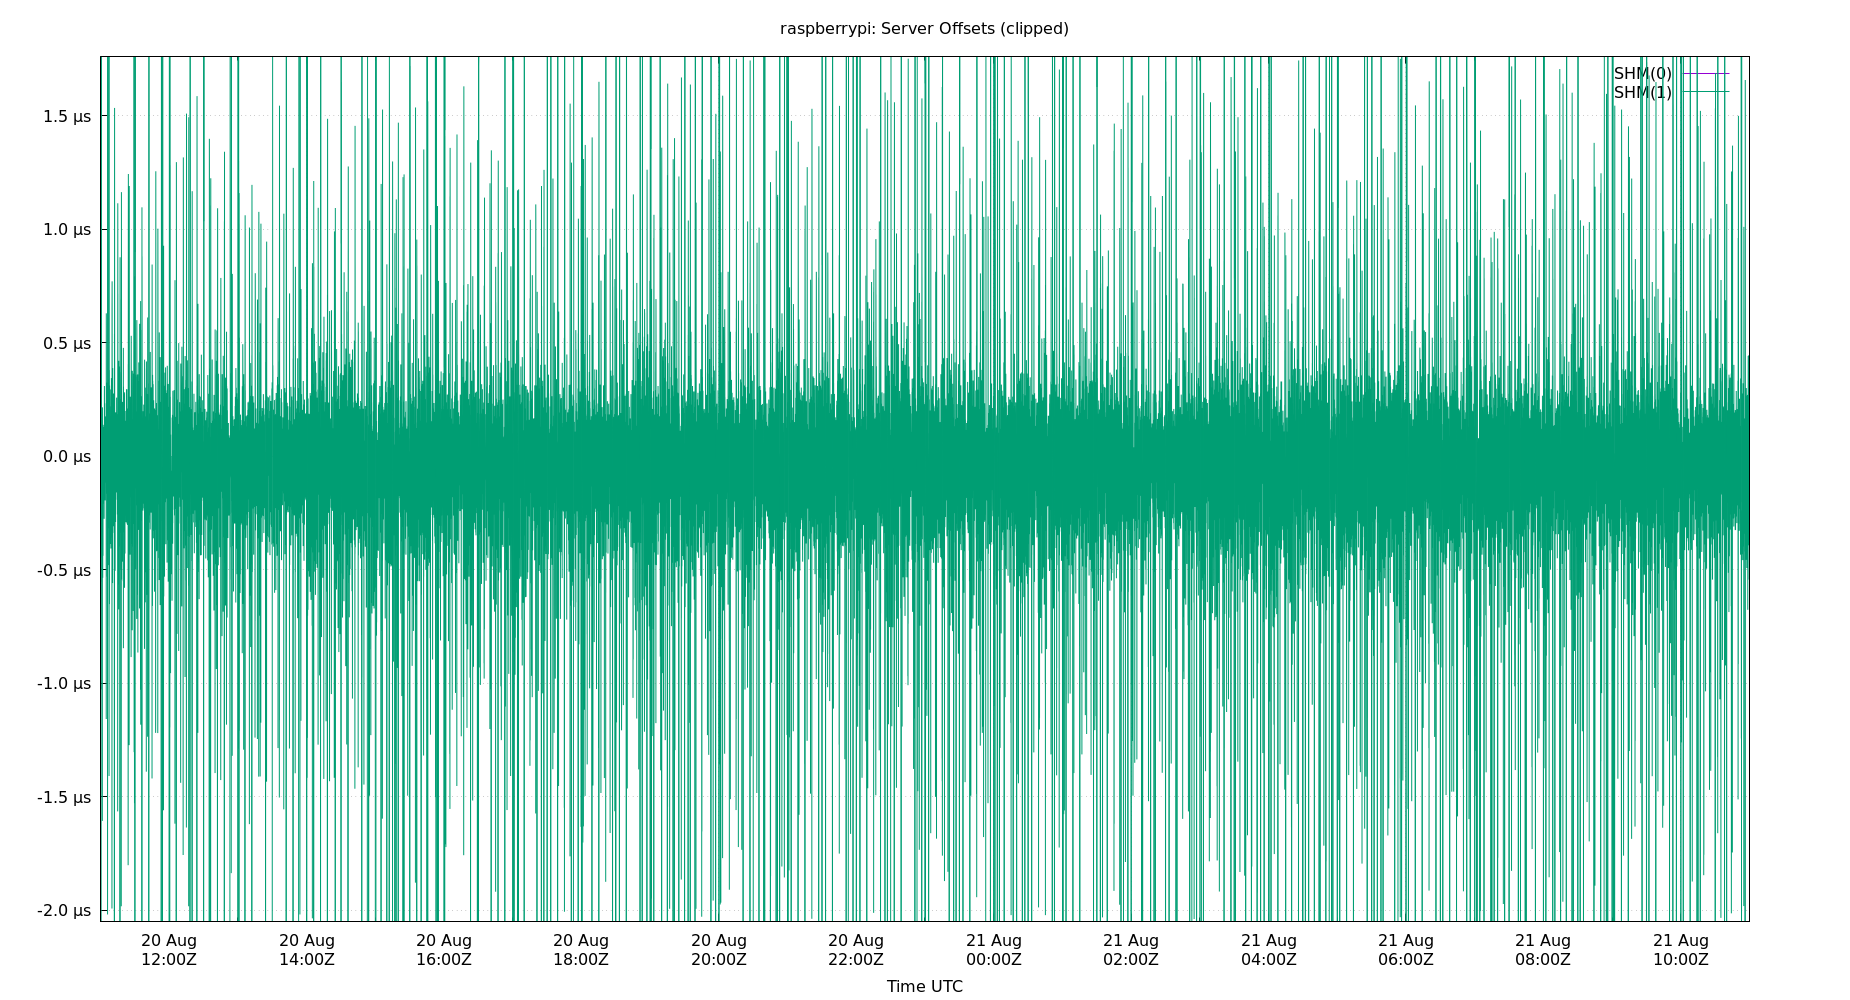 raspberrypi: Server Offsets (clipped)
SHM(0)
SHM(1)
1.5 µs
1.0 µs
0.5 µs
0.0 µs
-0.5 µs
-1.0 µs
-1.5 µs
-2.0 µs
20 Aug 20 Aug 20 Aug 20 Aug 20 Aug 20 Aug 21 Aug 21 Aug 21 Aug 21 Aug 21 Aug 21 Aug
12:00Z 14:00Z 16:00Z 18:00Z 20:00Z 22:00Z 00:00Z 02:00Z 04:00Z 06:00Z 08:00Z 10:00Z
Time UTC